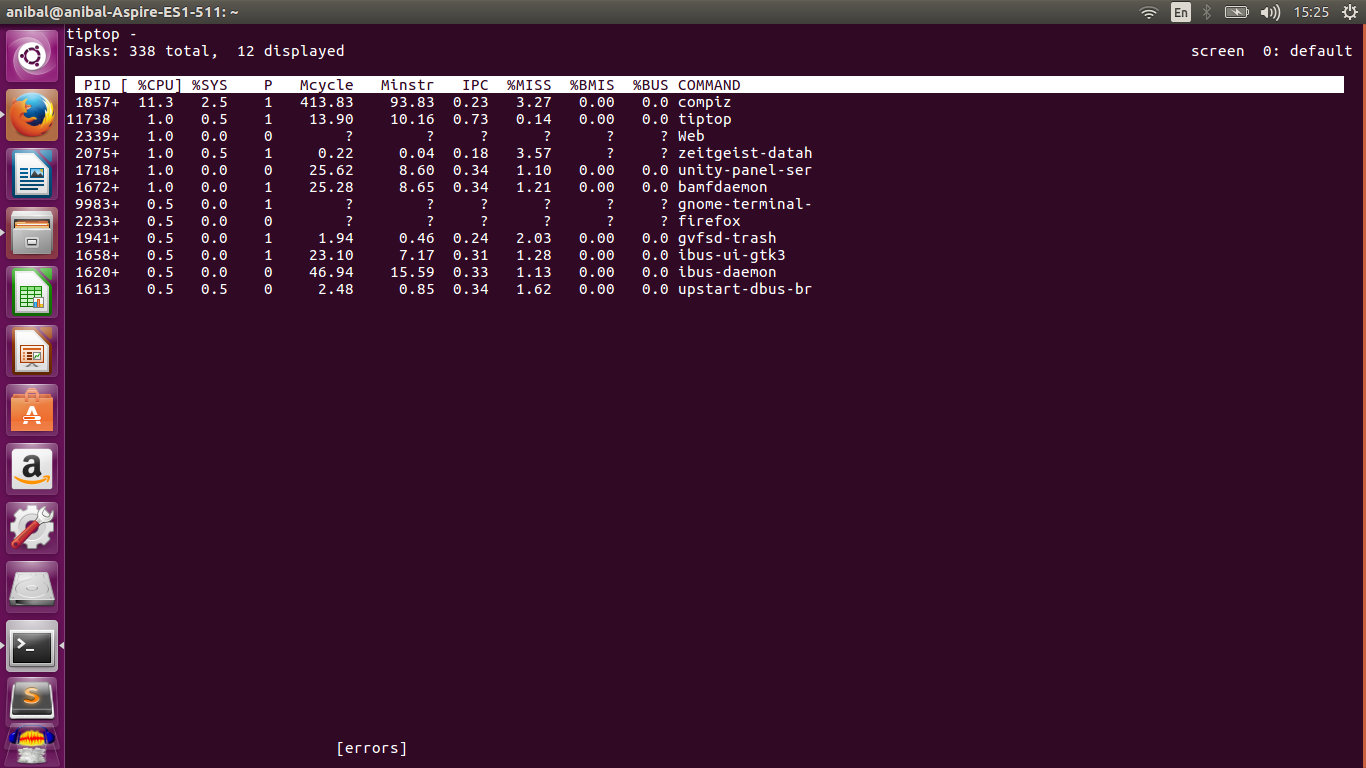 anibal@anibal-Aspire-ES1-511: ~ En 15:25
tiptop -
Tasks: 338 total,  12 displayed screen  0: default
PID [ %CPU] %SYS P Mcycle Minstr IPC %MISS %BMIS %BUS COMMAND
1857+ 11.3 2.5 1 413.83 93.83 0.23 3.27 0.00 0.0 compiz
11738 1.0 0.5 1 13.90 10.16 0.73 0.14 0.00 0.0 tiptop
2339+ 1.0 0.0 0 ? ? ? ? ? ? Web
2075+ 1.0 0.5 1 0.22 0.04 0.18 3.57 ? ? zeitgeist-datah
1718+ 1.0 0.0 0 25.62 8.60 0.34 1.10 0.00 0.0 unity-panel-ser
1672+ 1.0 0.0 1 25.28 8.65 0.34 1.21 0.00 0.0 bamfdaemon
9983+ 0.5 0.0 1 ? ? ? ? ? ? gnome-terminal-
2233+ 0.5 0.0 0 ? ? ? ? ? ? firefox
1941+ 0.5 0.0 1 1.94 0.46 0.24 2.03 0.00 0.0 gvfsd-trash
1658+ 0.5 0.0 1 23.10 7.17 0.31 1.28 0.00 0.0 ibus-ui-gtk3
1620+ 0.5 0.0 0 46.94 15.59 0.33 1.13 0.00 0.0 ibus-daemon
1613 0.5 0.5 0 2.48 0.85 0.34 1.62 0.00 0.0 upstart-dbus-br
[errors]